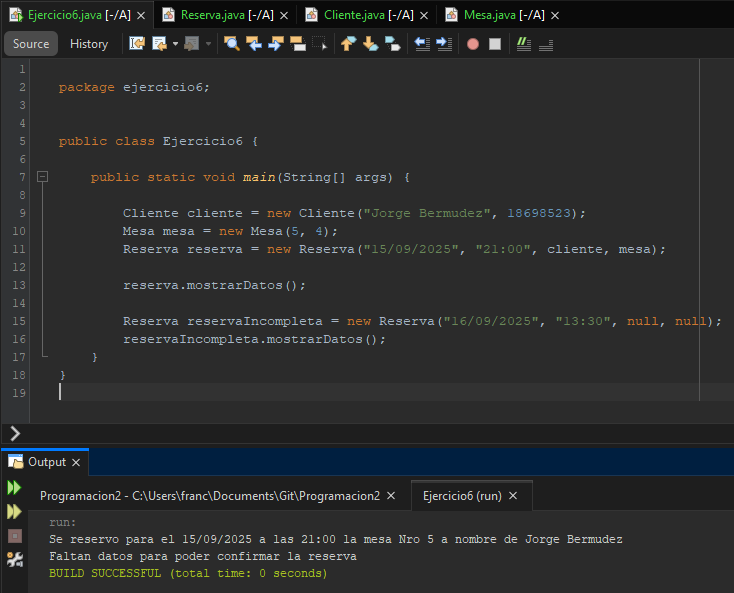 Ejercicio6.java [-/A] × Reserva.java [-/A] × Cliente.java [-/A] × Mesa.java [-/A] ×
Source History
1
2 package ejercicio6;
3
4
5 public class Ejercicio6 {
6
7 public static void main(String[] args) {
8
9 Cliente cliente = new Cliente("Jorge Bermudez", 18698523);
10 Mesa mesa = new Mesa(5, 4);
11 Reserva reserva = new Reserva("15/09/2025", "21:00", cliente, mesa);
12
13 reserva.mostrarDatos();
14
15 Reserva reservaIncompleta = new Reserva("16/09/2025", "13:30", null, null);
16 reservaIncompleta.mostrarDatos();
17 }
18 }
19
Output ×
Programacion2 - C:\Users\franc\Documents\Git\Programacion2 × Ejercicio6 (run) ×
run:
Se reservo para el 15/09/2025 a las 21:00 la mesa Nro 5 a nombre de Jorge Bermudez
Faltan datos para poder confirmar la reserva
BUILD SUCCESSFUL (total time: 0 seconds)